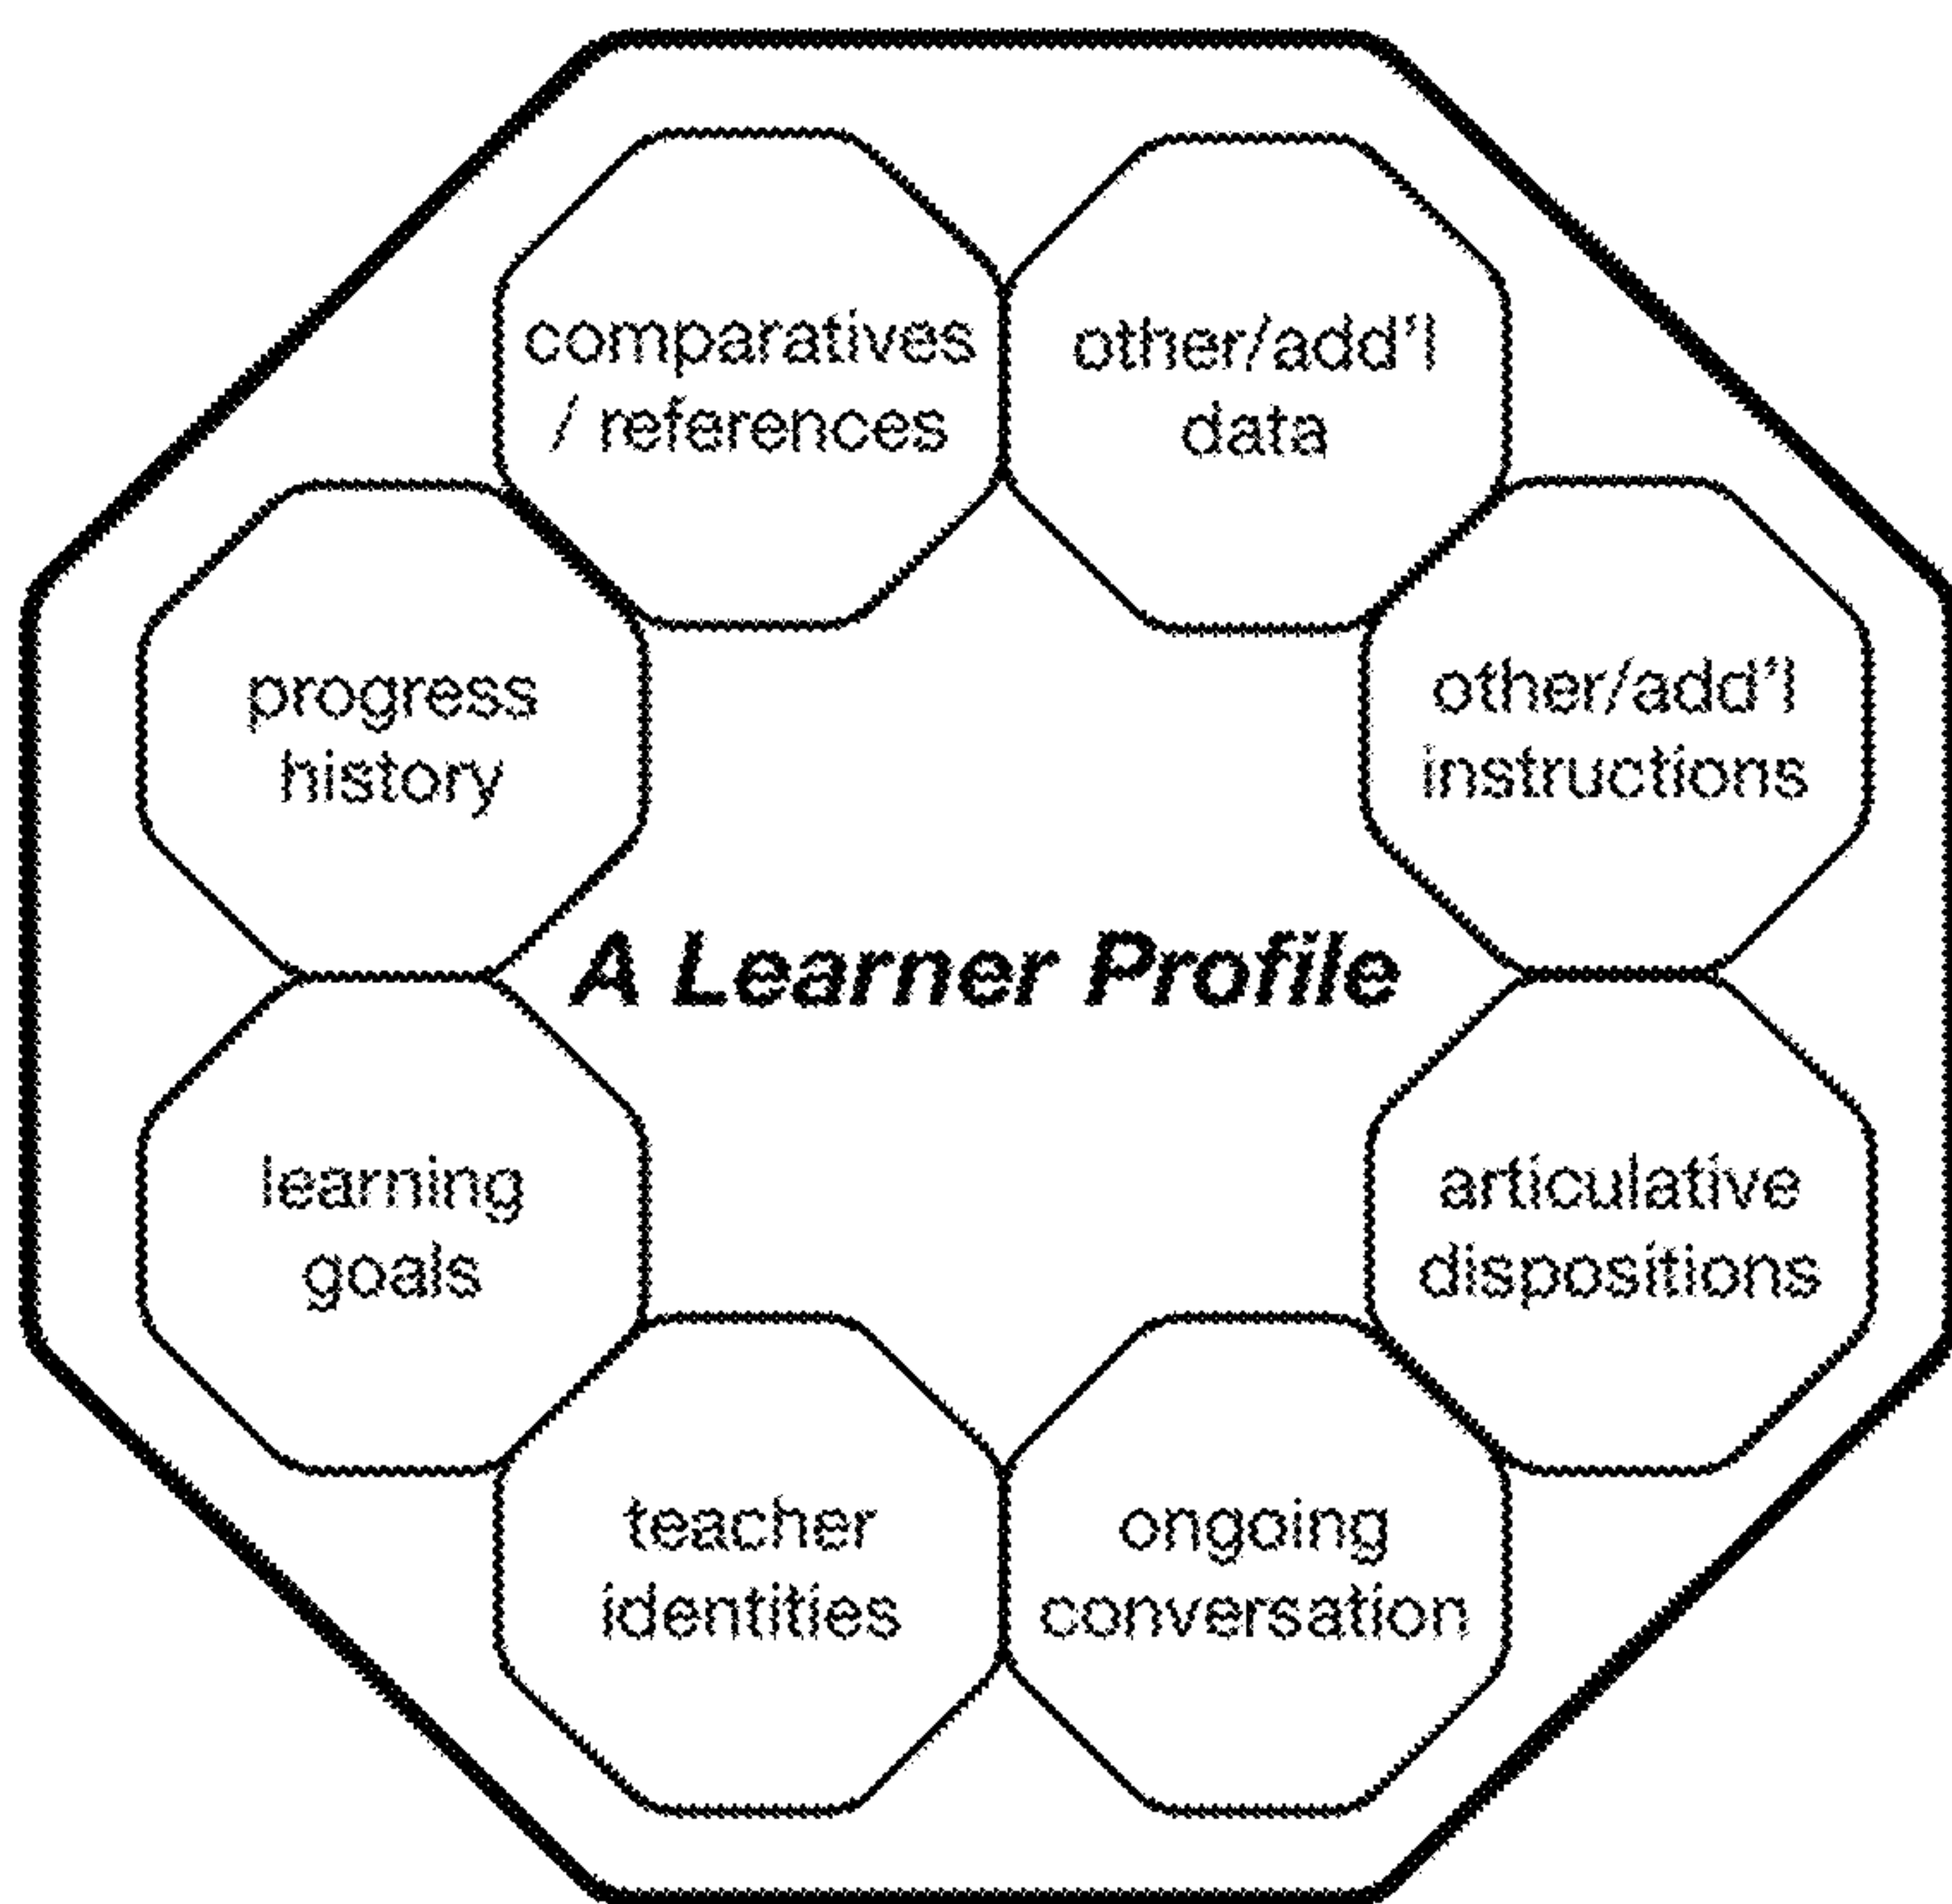 comparatives
/ references
other/add'l
data
progress
history
other/add'l
instructions
A Learner Profile
learning
goals
articulative
dispositions
teacher
identities
ongoing
conversation